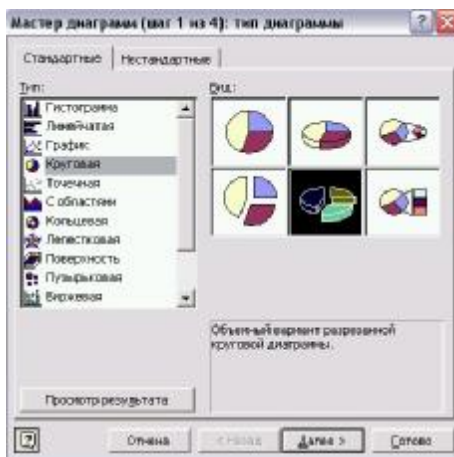 Мастер диаграмм (шаг 1 из 4): тип диаграммы
Стандартные
Нестандартные
Тип:
Гистограмма
Линейчатая
График
Круговая
Точечная
С областями
Кольцевая
Лепестковая
Поверхность
Пузырьковая
Биржевая
Вид:
Объемный вариант разрезанной
круговой диаграммы.
Просмотр результата
Отмена
< Назад
Далее >
Готово